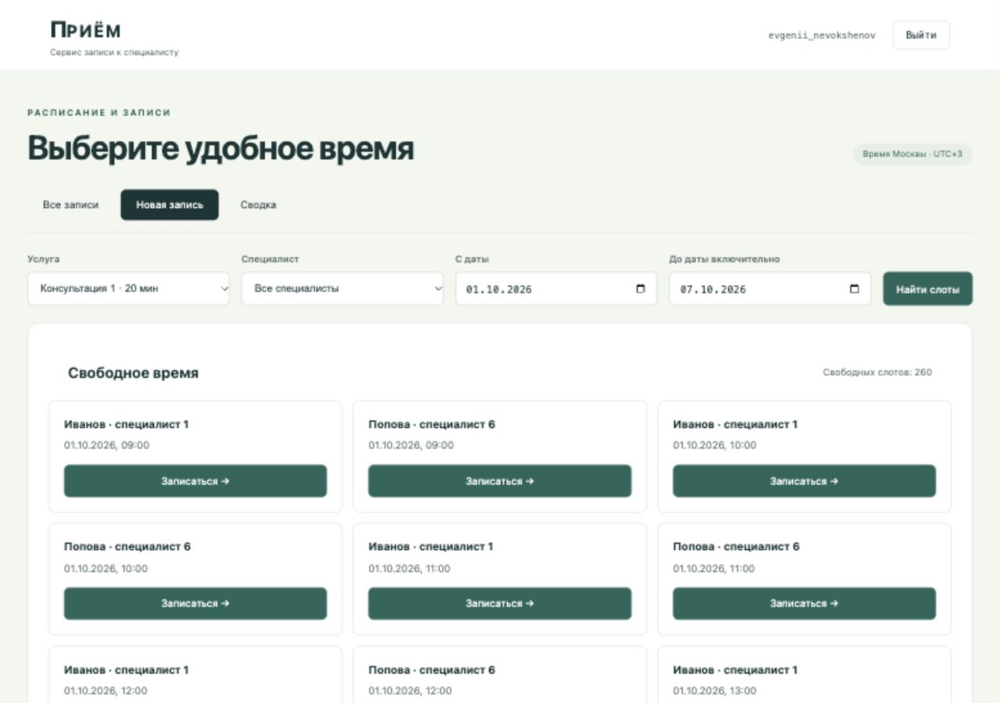 ПРИЁМ
Сервис записи к специалисту
evgenii_nevokshenov
Выйти
РАСПИСАНИЕ И ЗАПИСИ
Выберите удобное время
Время Москвы · UTC+3
Все записи
Новая запись
Сводка
Услуга
Специалист
С даты
До даты включительно
Консультация 1 · 20 мин
Все специалисты
01.10.2026
07.10.2026
Найти слоты
Свободное время
Свободных слотов: 260
Иванов · специалист 1
01.10.2026, 09:00
Записаться →
Попова · специалист 6
01.10.2026, 09:00
Записаться →
Иванов · специалист 1
01.10.2026, 10:00
Записаться →
Попова · специалист 6
01.10.2026, 10:00
Записаться →
Иванов · специалист 1
01.10.2026, 11:00
Записаться →
Попова · специалист 6
01.10.2026, 11:00
Записаться →
Иванов · специалист 1
01.10.2026, 12:00
Попова · специалист 6
01.10.2026, 12:00
Иванов · специалист 1
01.10.2026, 13:00